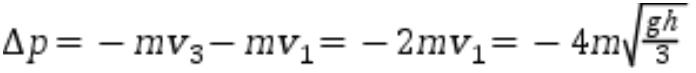 Δp = − mv₃ − mv₁ = − 2mv₁ = − 4m√(gh/3)